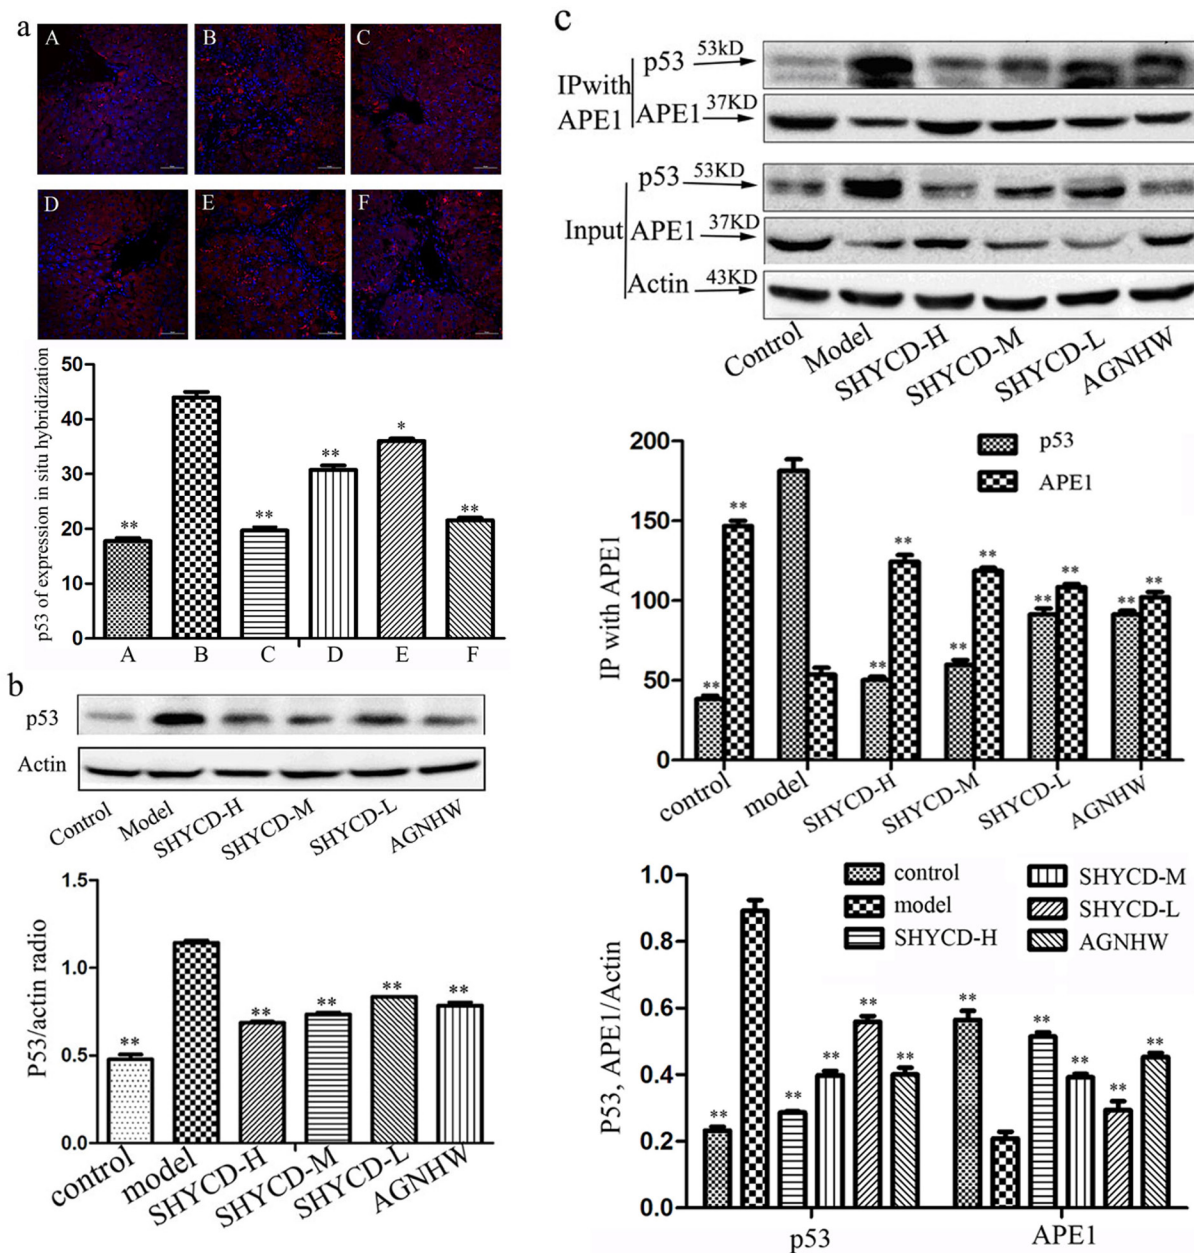 a
A B C
D E F
p53 of expression in situ hybridization
50
40
30
20
10
0
** ** ** * **
A B C D E F
b
p53
Actin
Control Model SHYCD-H SHYCD-M SHYCD-L AGNHW
P53/actin radio
1.5
1.0
0.5
0.0
** ** ** ** **
control model SHYCD-H SHYCD-M SHYCD-L AGNHW
c
IP with APE1
p53 53kD
APE1 37KD
Input
p53 53KD
APE1 37KD
Actin 43KD
Control Model SHYCD-H SHYCD-M SHYCD-L AGNHW
IP with APE1
200
150
100
50
0
p53
APE1
** ** ** ** ** ** ** ** ** **
control model SHYCD-H SHYCD-M SHYCD-L AGNHW
P53, APE1/Actin
1.0
0.8
0.6
0.4
0.2
0.0
control
model
SHYCD-H
SHYCD-M
SHYCD-L
AGNHW
** ** ** ** ** ** ** ** ** **
p53 APE1